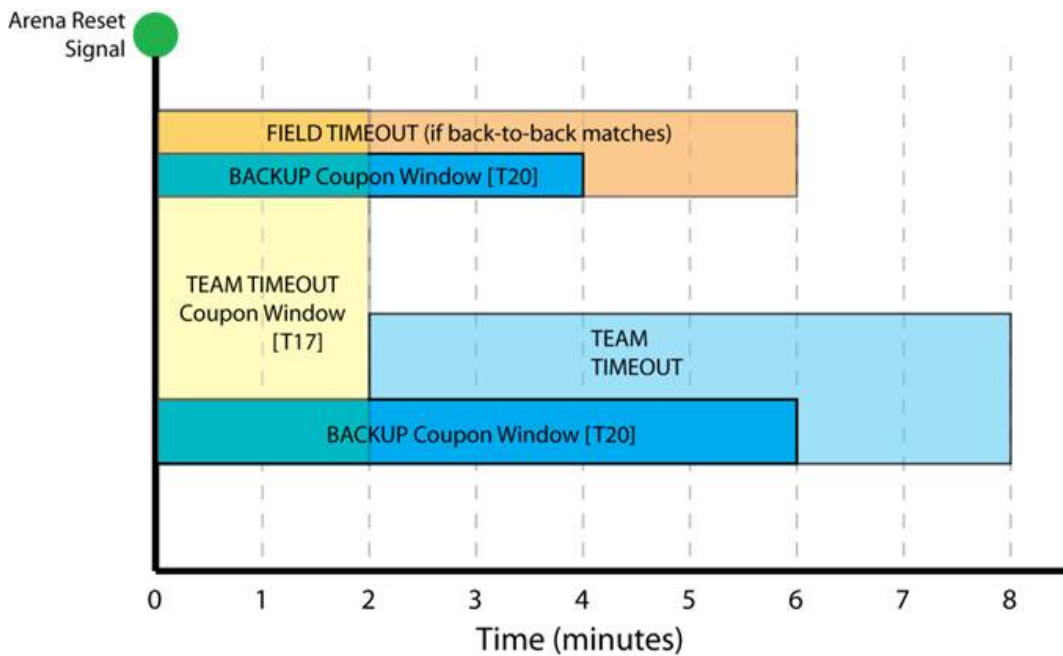 Arena Reset
Signal
FIELD TIMEOUT (if back-to-back matches)
BACKUP Coupon Window [T20]
TEAM TIMEOUT
Coupon Window
[T17]
TEAM
TIMEOUT
BACKUP Coupon Window [T20]
0 1 2 3 4 5 6 7 8
Time (minutes)